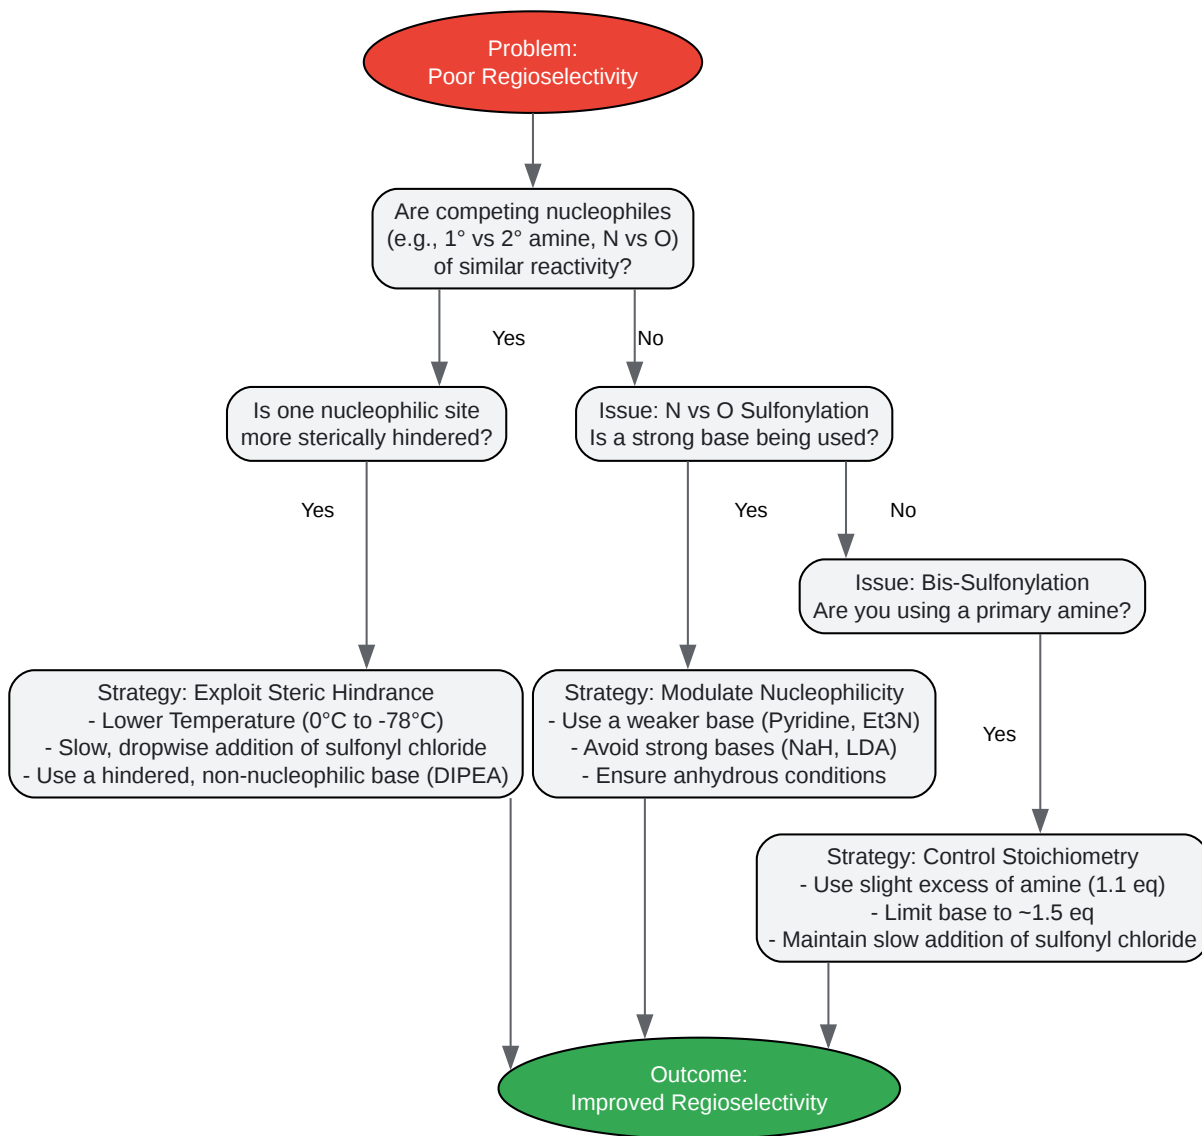 Problem:
Poor Regioselectivity
Are competing nucleophiles
(e.g., 1° vs 2° amine, N vs O)
of similar reactivity?
Yes
No
Is one nucleophilic site
more sterically hindered?
Issue: N vs O Sulfonylation
Is a strong base being used?
Yes
Yes
No
Issue: Bis-Sulfonylation
Are you using a primary amine?
Strategy: Exploit Steric Hindrance
- Lower Temperature (0°C to -78°C)
- Slow, dropwise addition of sulfonyl chloride
- Use a hindered, non-nucleophilic base (DIPEA)
Strategy: Modulate Nucleophilicity
- Use a weaker base (Pyridine, Et3N)
- Avoid strong bases (NaH, LDA)
- Ensure anhydrous conditions
Yes
Strategy: Control Stoichiometry
- Use slight excess of amine (1.1 eq)
- Limit base to ~1.5 eq
- Maintain slow addition of sulfonyl chloride
Outcome:
Improved Regioselectivity